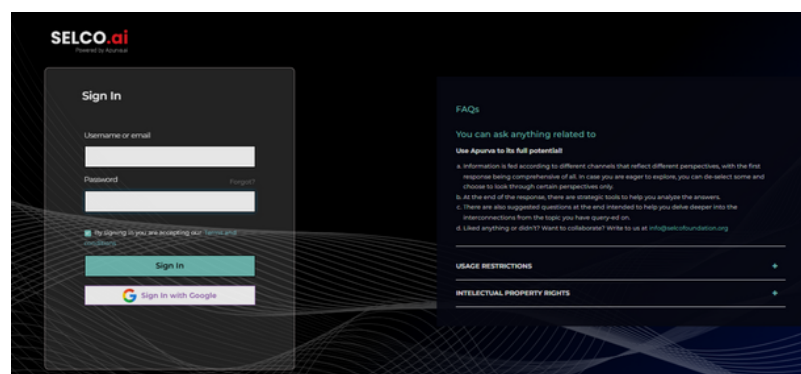 SELCO.ai
Powered by Apurva.ai
Sign In
Username or email
Password
Forgot?
By signing in you are accepting our Terms and
conditions
Sign In
Sign In with Google
FAQs
You can ask anything related to
Use Apurva to its full potential!
a. Information is fed according to different channels that reflect different perspectives, with the first
response being comprehensive of all. In case you are eager to explore, you can de-select some and
choose to look through certain perspectives only.
b. At the end of the response, there are strategic tools to help you analyze the answers.
c. There are also suggested questions at the end intended to help you delve deeper into the
interconnections from the topic you have query-ed on.
d. Liked anything or didn't? Want to collaborate? Write to us at info@selcofoundation.org
USAGE RESTRICTIONS +
INTELECTUAL PROPERTY RIGHTS +